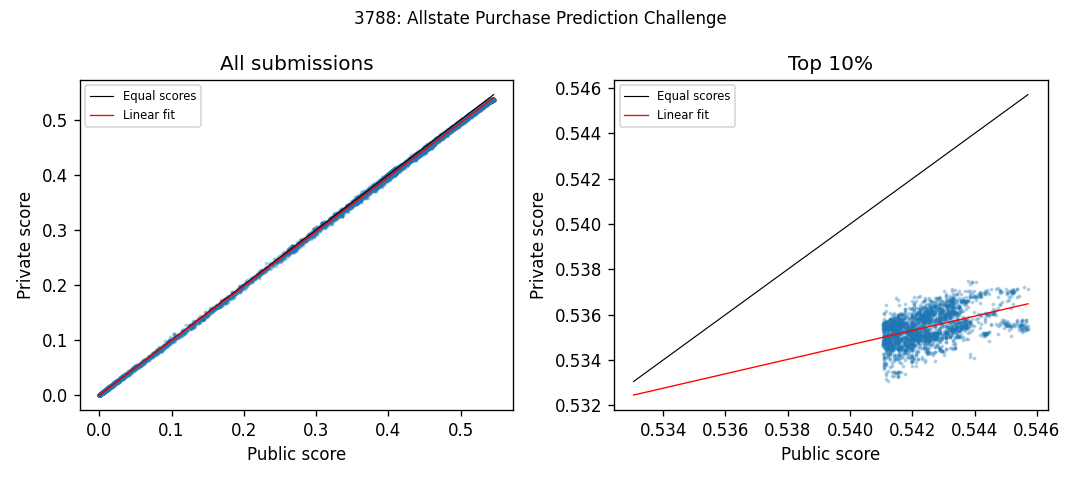 3788: Allstate Purchase Prediction Challenge
All submissions
Equal scores
Linear fit
Private score
0.5
0.4
0.3
0.2
0.1
0.0
0.0 0.1 0.2 0.3 0.4 0.5
Public score
Top 10%
Equal scores
Linear fit
Private score
0.546
0.544
0.542
0.540
0.538
0.536
0.534
0.532
0.534 0.536 0.538 0.540 0.542 0.544 0.546
Public score